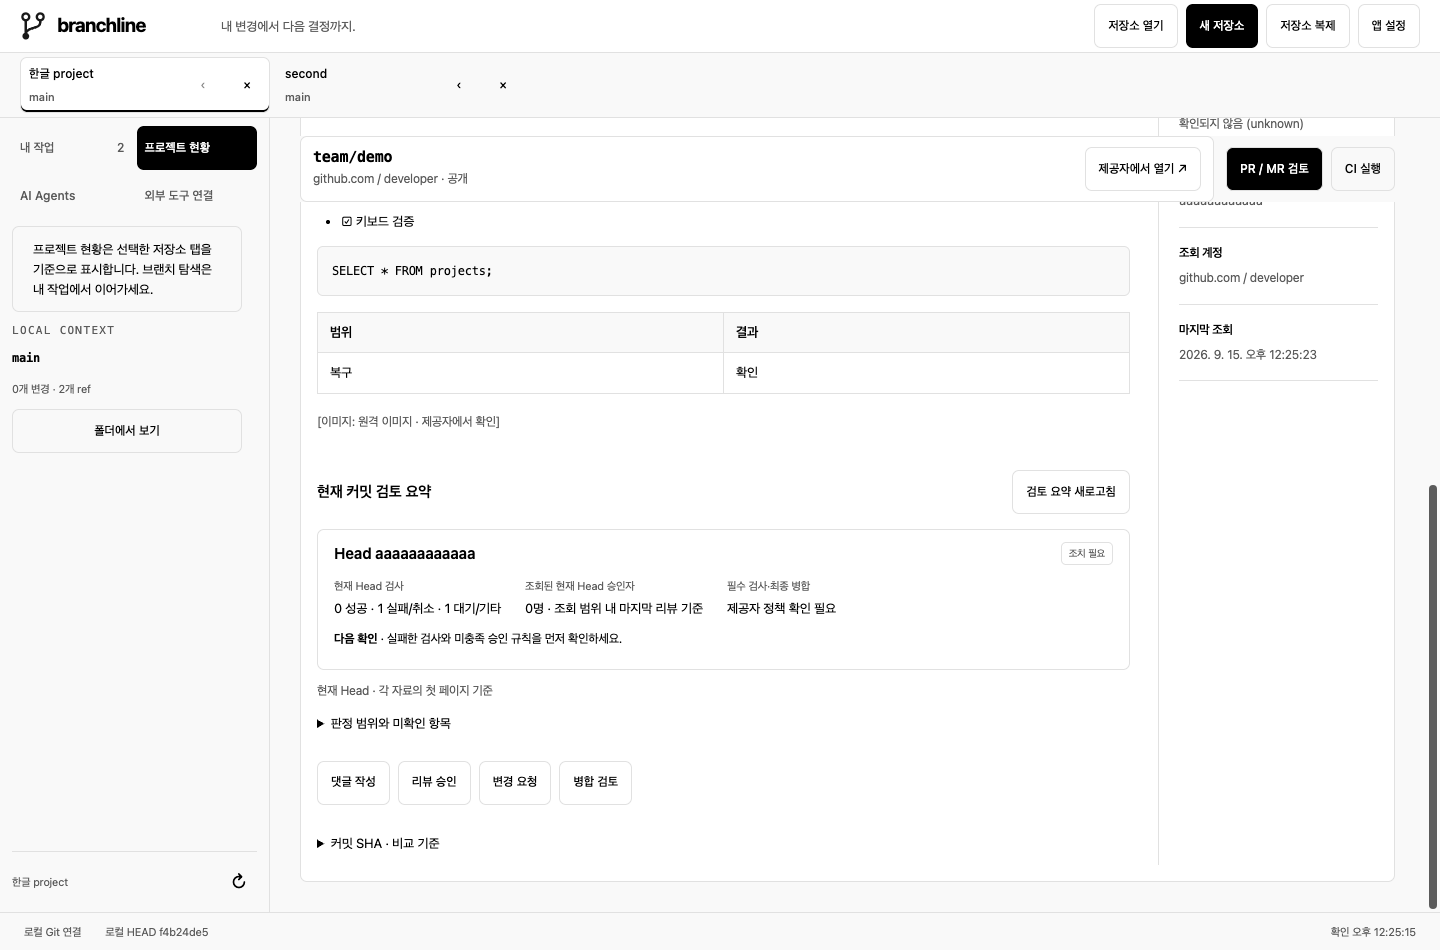 branchline
내 변경에서 다음 결정까지.
저장소 열기
새 저장소
저장소 복제
앱 설정
한글 project
main
‹
×
second
main
‹
×
내 작업
2
프로젝트 현황
AI Agents
외부 도구 연결
프로젝트 현황은 선택한 저장소 탭을
기준으로 표시합니다. 브랜치 탐색은
내 작업에서 이어가세요.
LOCAL CONTEXT
main
0개 변경 · 2개 ref
폴더에서 보기
한글 project
확인되지 않음 (unknown)
team/demo
github.com / developer · 공개
제공자에서 열기 ↗
PR / MR 검토
CI 실행
• ☑ 키보드 검증
SELECT * FROM projects;
범위
결과
복구
확인
[이미지: 원격 이미지 · 제공자에서 확인]
현재 커밋 검토 요약
검토 요약 새로고침
Head aaaaaaaaaaaa
조치 필요
현재 Head 검사
조회된 현재 Head 승인자
필수 검사·최종 병합
0 성공 · 1 실패/취소 · 1 대기/기타
0명 · 조회 범위 내 마지막 리뷰 기준
제공자 정책 확인 필요
다음 확인 · 실패한 검사와 미충족 승인 규칙을 먼저 확인하세요.
현재 Head · 각 자료의 첫 페이지 기준
▶ 판정 범위와 미확인 항목
댓글 작성
리뷰 승인
변경 요청
병합 검토
▶ 커밋 SHA · 비교 기준
aaaaaaaaaaaa
조회 계정
github.com / developer
마지막 조회
2026. 9. 15. 오후 12:25:23
로컬 Git 연결
로컬 HEAD f4b24de5
확인 오후 12:25:15